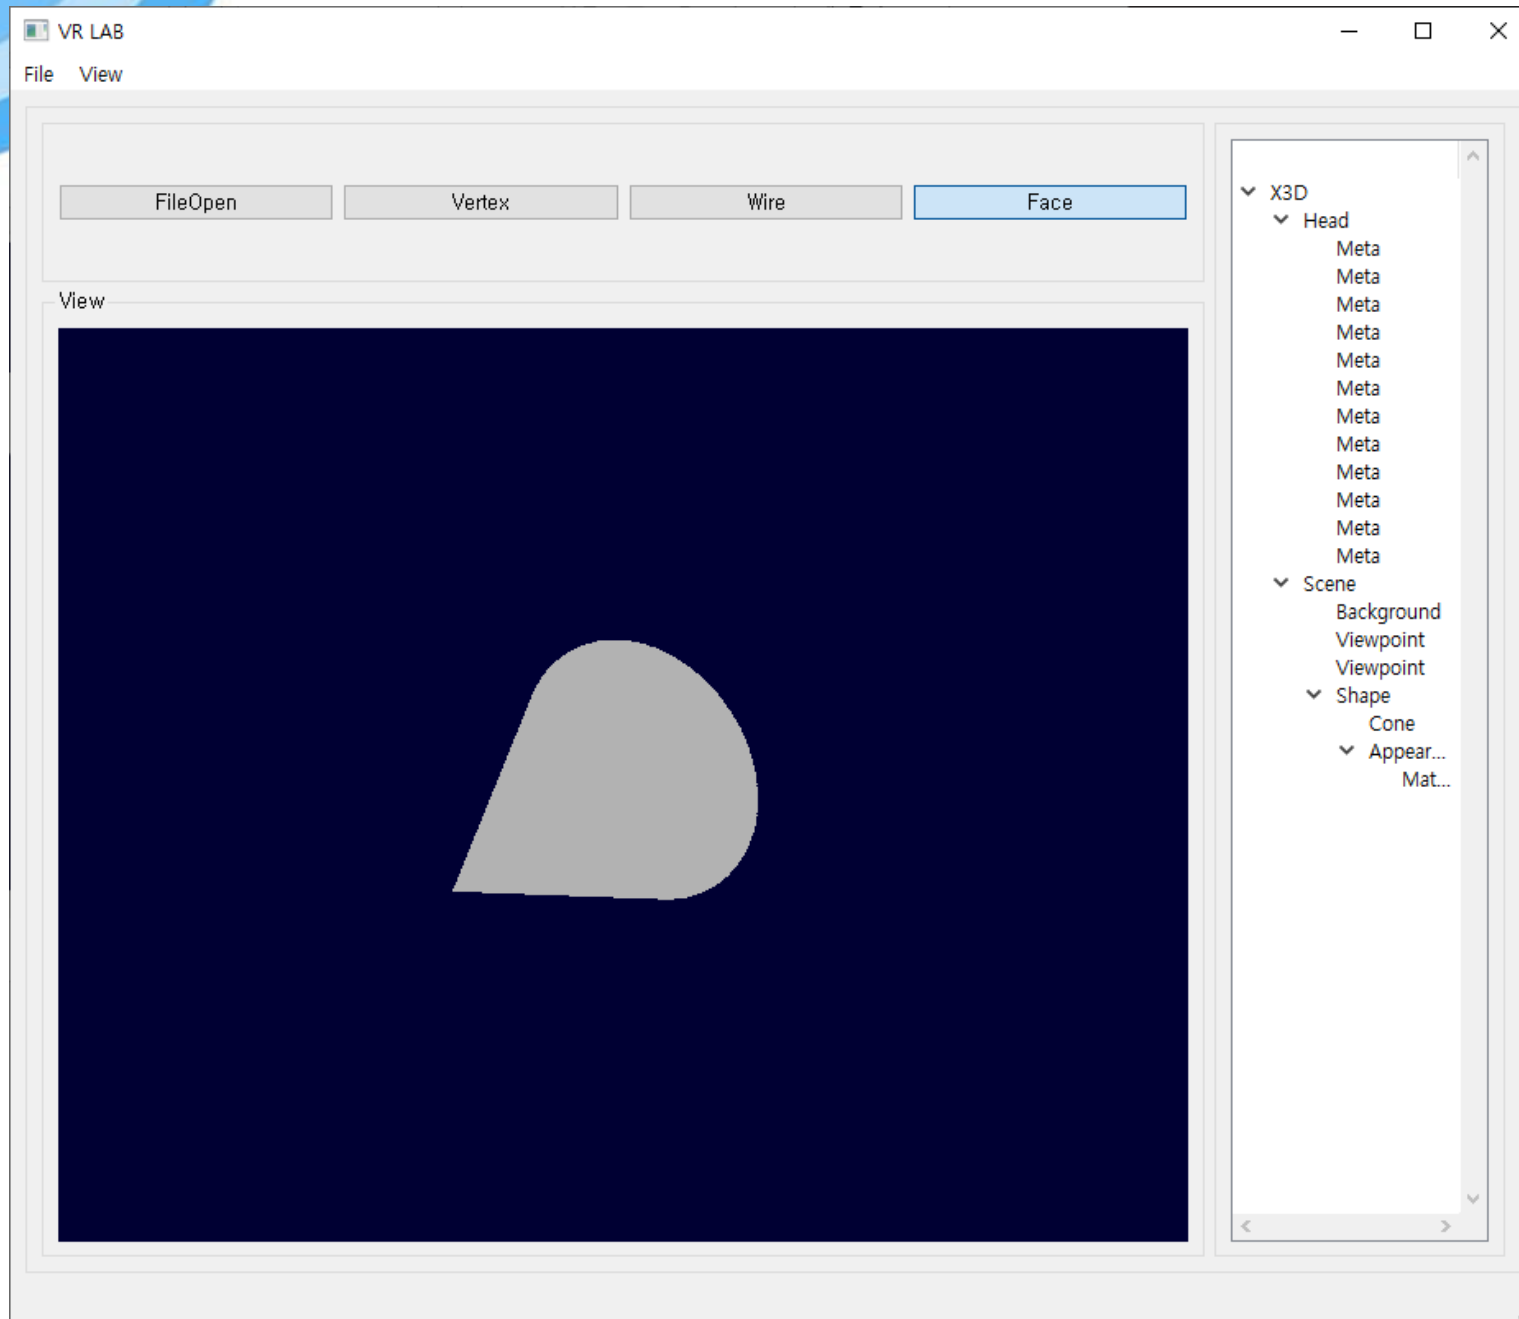 VR LAB
File View
FileOpen Vertex Wire Face
View
X3D
Head
Meta
Meta
Meta
Meta
Meta
Meta
Meta
Meta
Meta
Meta
Meta
Meta
Scene
Background
Viewpoint
Viewpoint
Shape
Cone
Appear...
Mat...